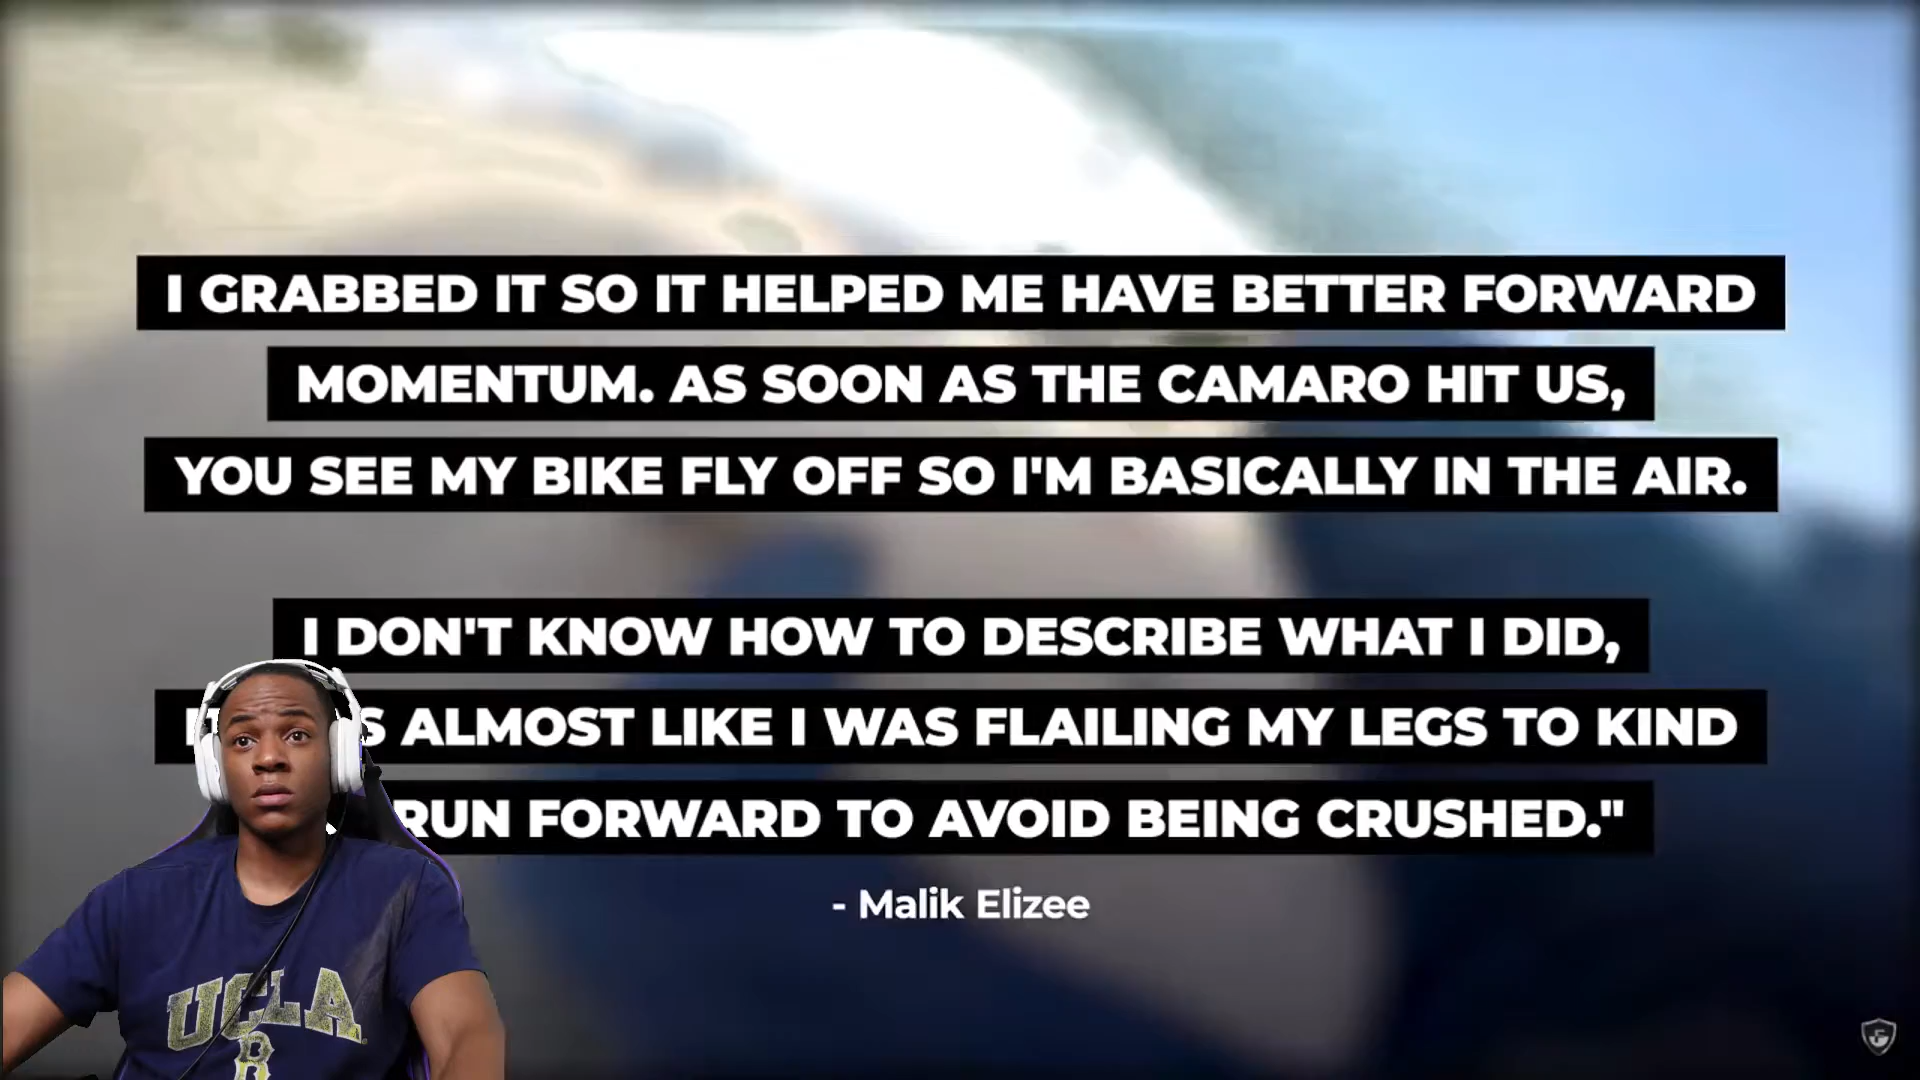 I GRABBED IT SO IT HELPED ME HAVE BETTER FORWARD
MOMENTUM. AS SOON AS THE CAMARO HIT US,
YOU SEE MY BIKE FLY OFF SO I'M BASICALLY IN THE AIR.
I DON'T KNOW HOW TO DESCRIBE WHAT I DID,
ALMOST LIKE I WAS FLAILING MY LEGS TO KIND
RUN FORWARD TO AVOID BEING CRUSHED."
- Malik Elizee
UCLA
B